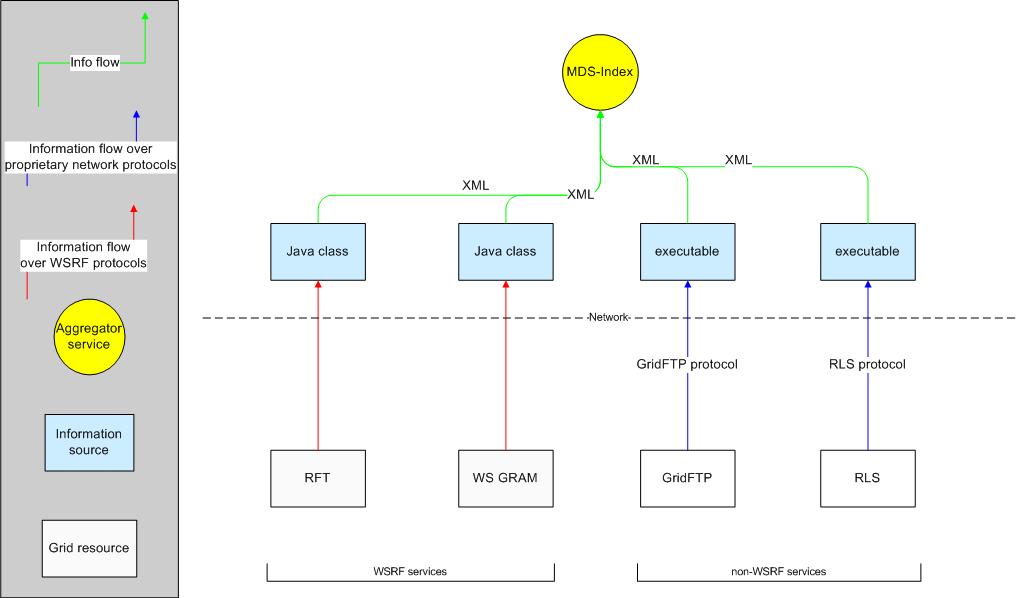 Info flow
Information flow over
proprietary network protocols
Information flow
over WSRF protocols
Aggregator
service
Information
source
Grid resource
MDS-Index
XML
XML
XML
XML
Java class
Java class
executable
executable
Network
GridFTP protocol
RLS protocol
RFT
WS GRAM
GridFTP
RLS
WSRF services
non-WSRF services